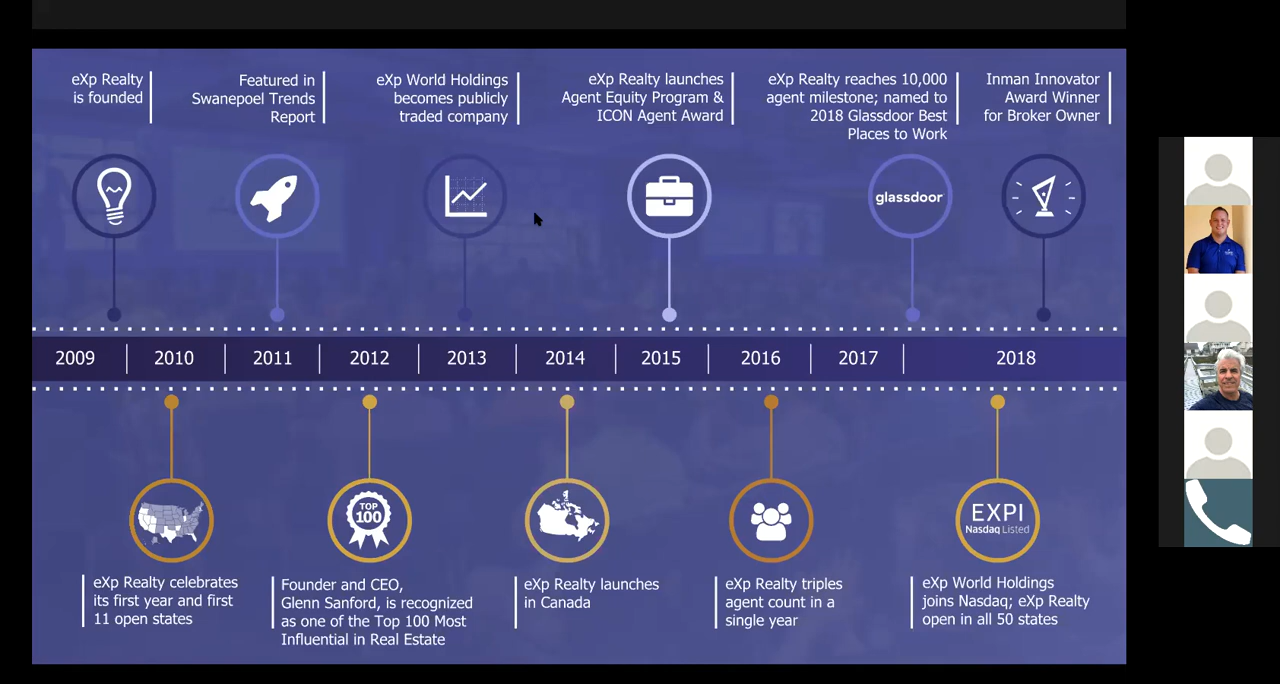 eXp Realty
is founded
Featured in
Swanepoel Trends
Report
eXp World Holdings
becomes publicly
traded company
eXp Realty launches
Agent Equity Program &
ICON Agent Award
eXp Realty reaches 10,000
agent milestone; named to
2018 Glassdoor Best
Places to Work
Inman Innovator
Award Winner
for Broker Owner
glassdoor
2009
2010
2011
2012
2013
2014
2015
2016
2017
2018
TOP
100
EXPI
Nasdaq Listed
eXp Realty celebrates
its first year and first
11 open states
Founder and CEO,
Glenn Sanford, is recognized
as one of the Top 100 Most
Influential in Real Estate
eXp Realty launches
in Canada
eXp Realty triples
agent count in a
single year
eXp World Holdings
joins Nasdaq; eXp Realty
open in all 50 states